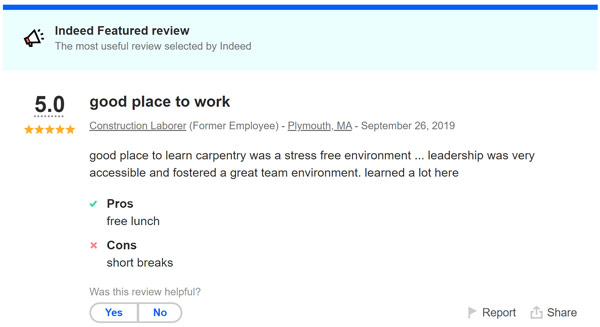 Indeed Featured review
The most useful review selected by Indeed
5.0
good place to work
Construction Laborer (Former Employee) - Plymouth, MA - September 26, 2019
good place to learn carpentry was a stress free environment ... leadership was very
accessible and fostered a great team environment. learned a lot here
Pros
free lunch
Cons
short breaks
Was this review helpful?
Yes No
Report Share